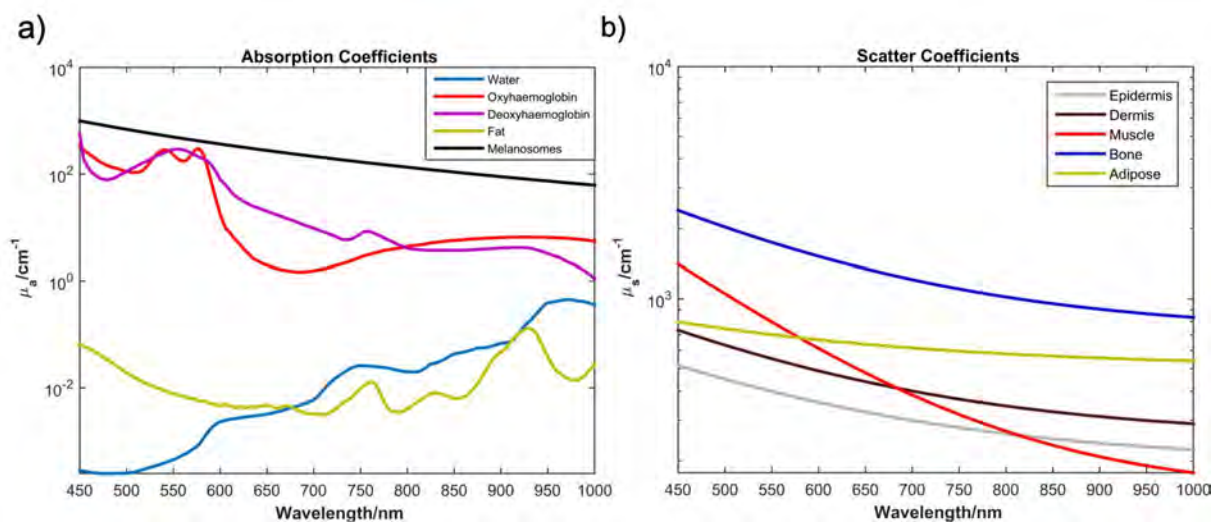 a)
Absorption Coefficients
10^4
10^2
10^0
10^-2
μa/cm^-1
Water
Oxyhaemoglobin
Deoxyhaemoglobin
Fat
Melanosomes
450 500 550 600 650 700 750 800 850 900 950 1000
Wavelength/nm
b)
Scatter Coefficients
10^4
10^3
μs/cm^-1
Epidermis
Dermis
Muscle
Bone
Adipose
450 500 550 600 650 700 750 800 850 900 950 1000
Wavelength/nm